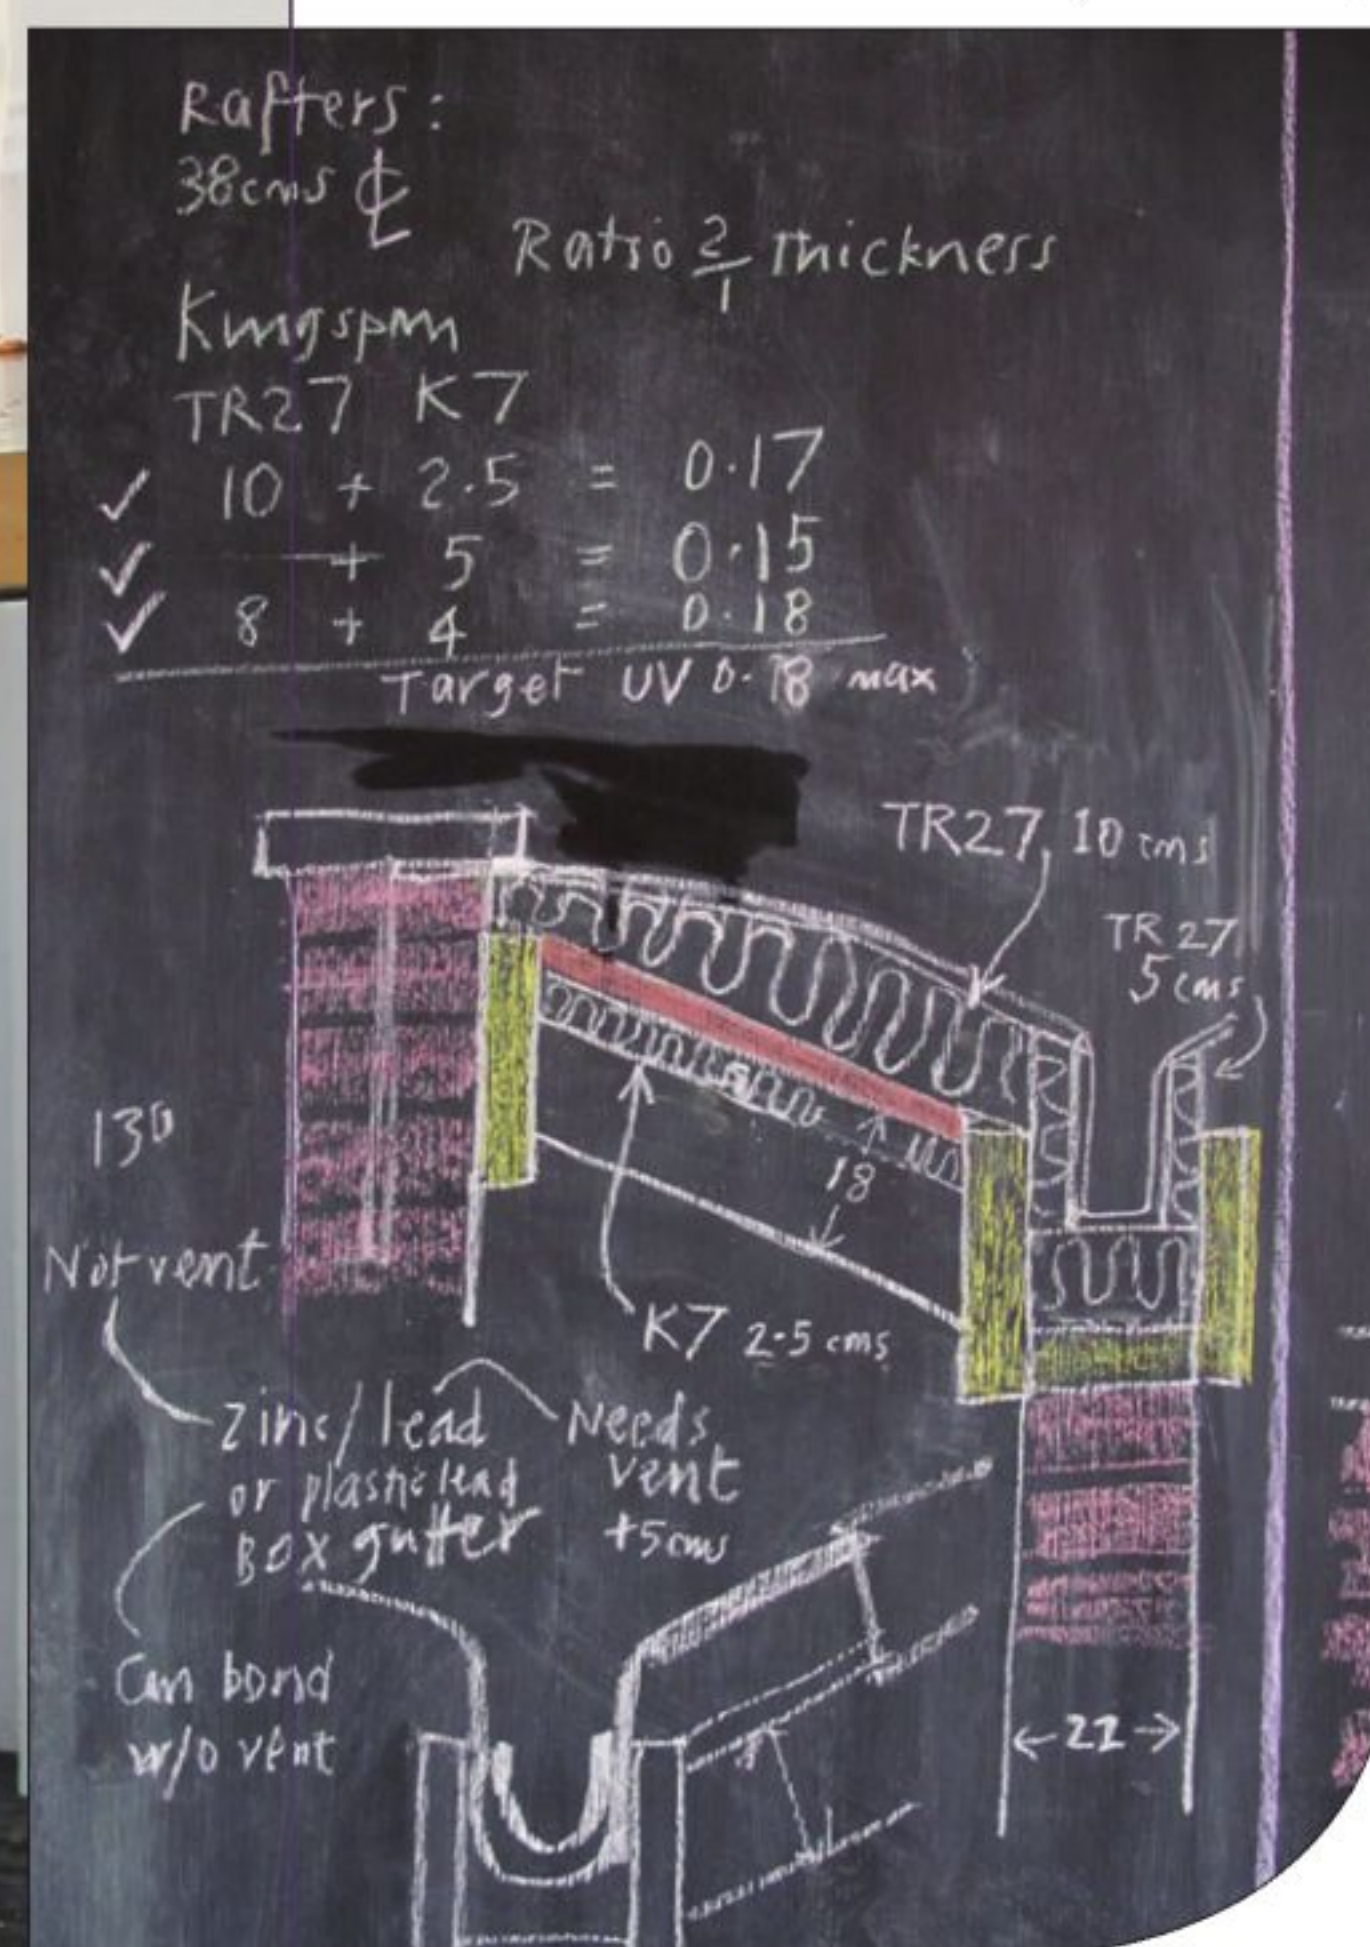 Rafters:
38cms ℄
Ratio 2/1 Thickness
Kingspan
TR27 K7
✓ 10 + 2.5 = 0.17
✓ — + 5 = 0.15
✓ 8 + 4 = 0.18
Target UV 0.18 max
TR27 10 cms
TR 27
5 cms
130
18
Not vent
K7 2.5 cms
Zinc/lead
or plastic lead
BOX gutter
Needs
vent
+5cms
Can bond
w/o vent
←22→